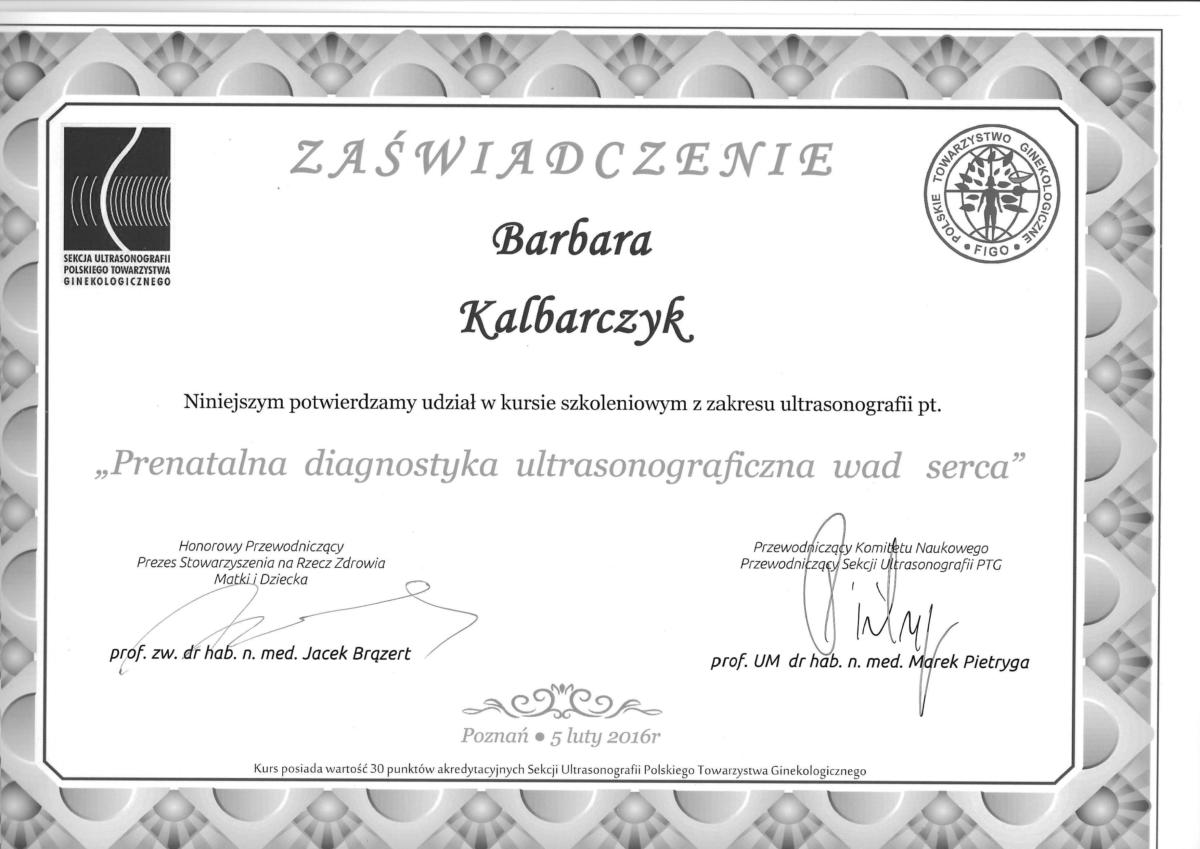 ZAŚWIADCZENIE
SEKCJA ULTRASONOGRAFII
POLSKIEGO TOWARZYSTWA
GINEKOLOGICZNEGO
POLSKIE TOWARZYSTWO GINEKOLOGICZNE
• FIGO •
Barbara
Kalbarczyk
Niniejszym potwierdzamy udział w kursie szkoleniowym z zakresu ultrasonografii pt.
„Prenatalna diagnostyka ultrasonograficzna wad serca”
Honorowy Przewodniczący
Prezes Stowarzyszenia na Rzecz Zdrowia
Matki i Dziecka
prof. zw. dr hab. n. med. Jacek Brązert
Przewodniczący Komitetu Naukowego
Przewodniczący Sekcji Ultrasonografii PTG
prof. UM dr hab. n. med. Marek Pietryga
Poznań ● 5 luty 2016r
Kurs posiada wartość 30 punktów akredytacyjnych Sekcji Ultrasonografii Polskiego Towarzystwa Ginekologicznego